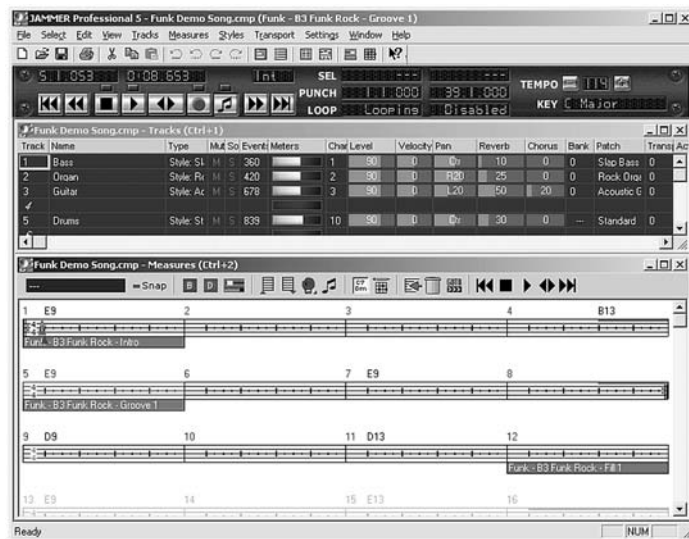 JAMMER Professional 5 - Funk Demo Song.cmp (Funk - B3 Funk Rock - Groove 1)
File Select Edit View Tracks Measures Styles Transport Settings Window Help
5.1.053 0:08.653 Int SEL
PUNCH 1.1.000 39.1.000
LOOP Looping Disabled
TEMPO 114
KEY C Major
Funk Demo Song.cmp - Tracks (Ctrl+1)
Track Name Type Mut So Events Meters Char Level Velocity Pan Reverb Chorus Bank Patch Transp Ac
1 Bass Style: SL M S 360 1 90 0 Ctr 10 0 0 Slap Bass 0
2 Organ Style: Rc M S 420 2 90 0 R20 25 0 0 Rock Orga 0
3 Guitar Style: Ac M S 678 3 90 0 L20 50 20 0 Acoustic G 0
4
5 Drums Style: St M S 839 10 90 0 Ctr 30 0 --- Standard 0
Funk Demo Song.cmp - Measures (Ctrl+2)
--- Snap B D C7 Dm
1 E9 2 3 4 B13
Funk - B3 Funk Rock - Intro
5 E9 6 7 E9 8
Funk - B3 Funk Rock - Groove 1
9 D9 10 11 D13 12
Funk - B3 Funk Rock - Fill 1
13 E9 14 15 E13 16
Ready NUM